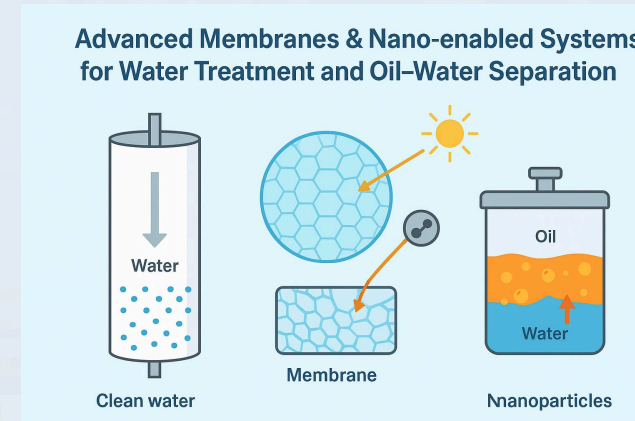 Advanced Membranes & Nano-enabled Systems
for Water Treatment and Oil–Water Separation
Water
Oil
Water
Membrane
Clean water
Nnanoparticles